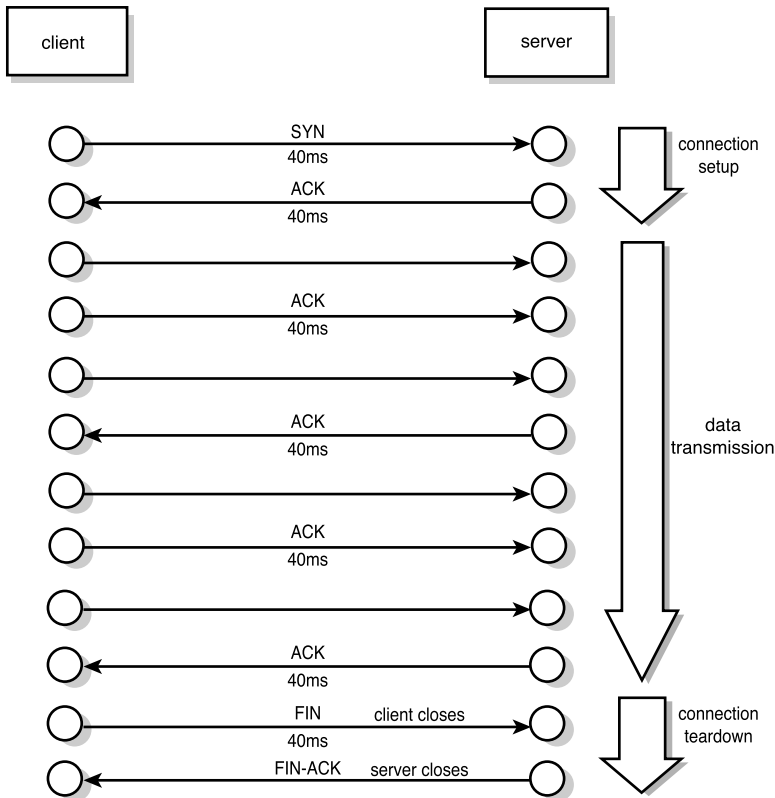 client
server
SYN
40ms
connection
setup
ACK
40ms
ACK
40ms
ACK
40ms
data
transmission
ACK
40ms
ACK
40ms
FIN client closes
40ms
connection
teardown
FIN-ACK server closes